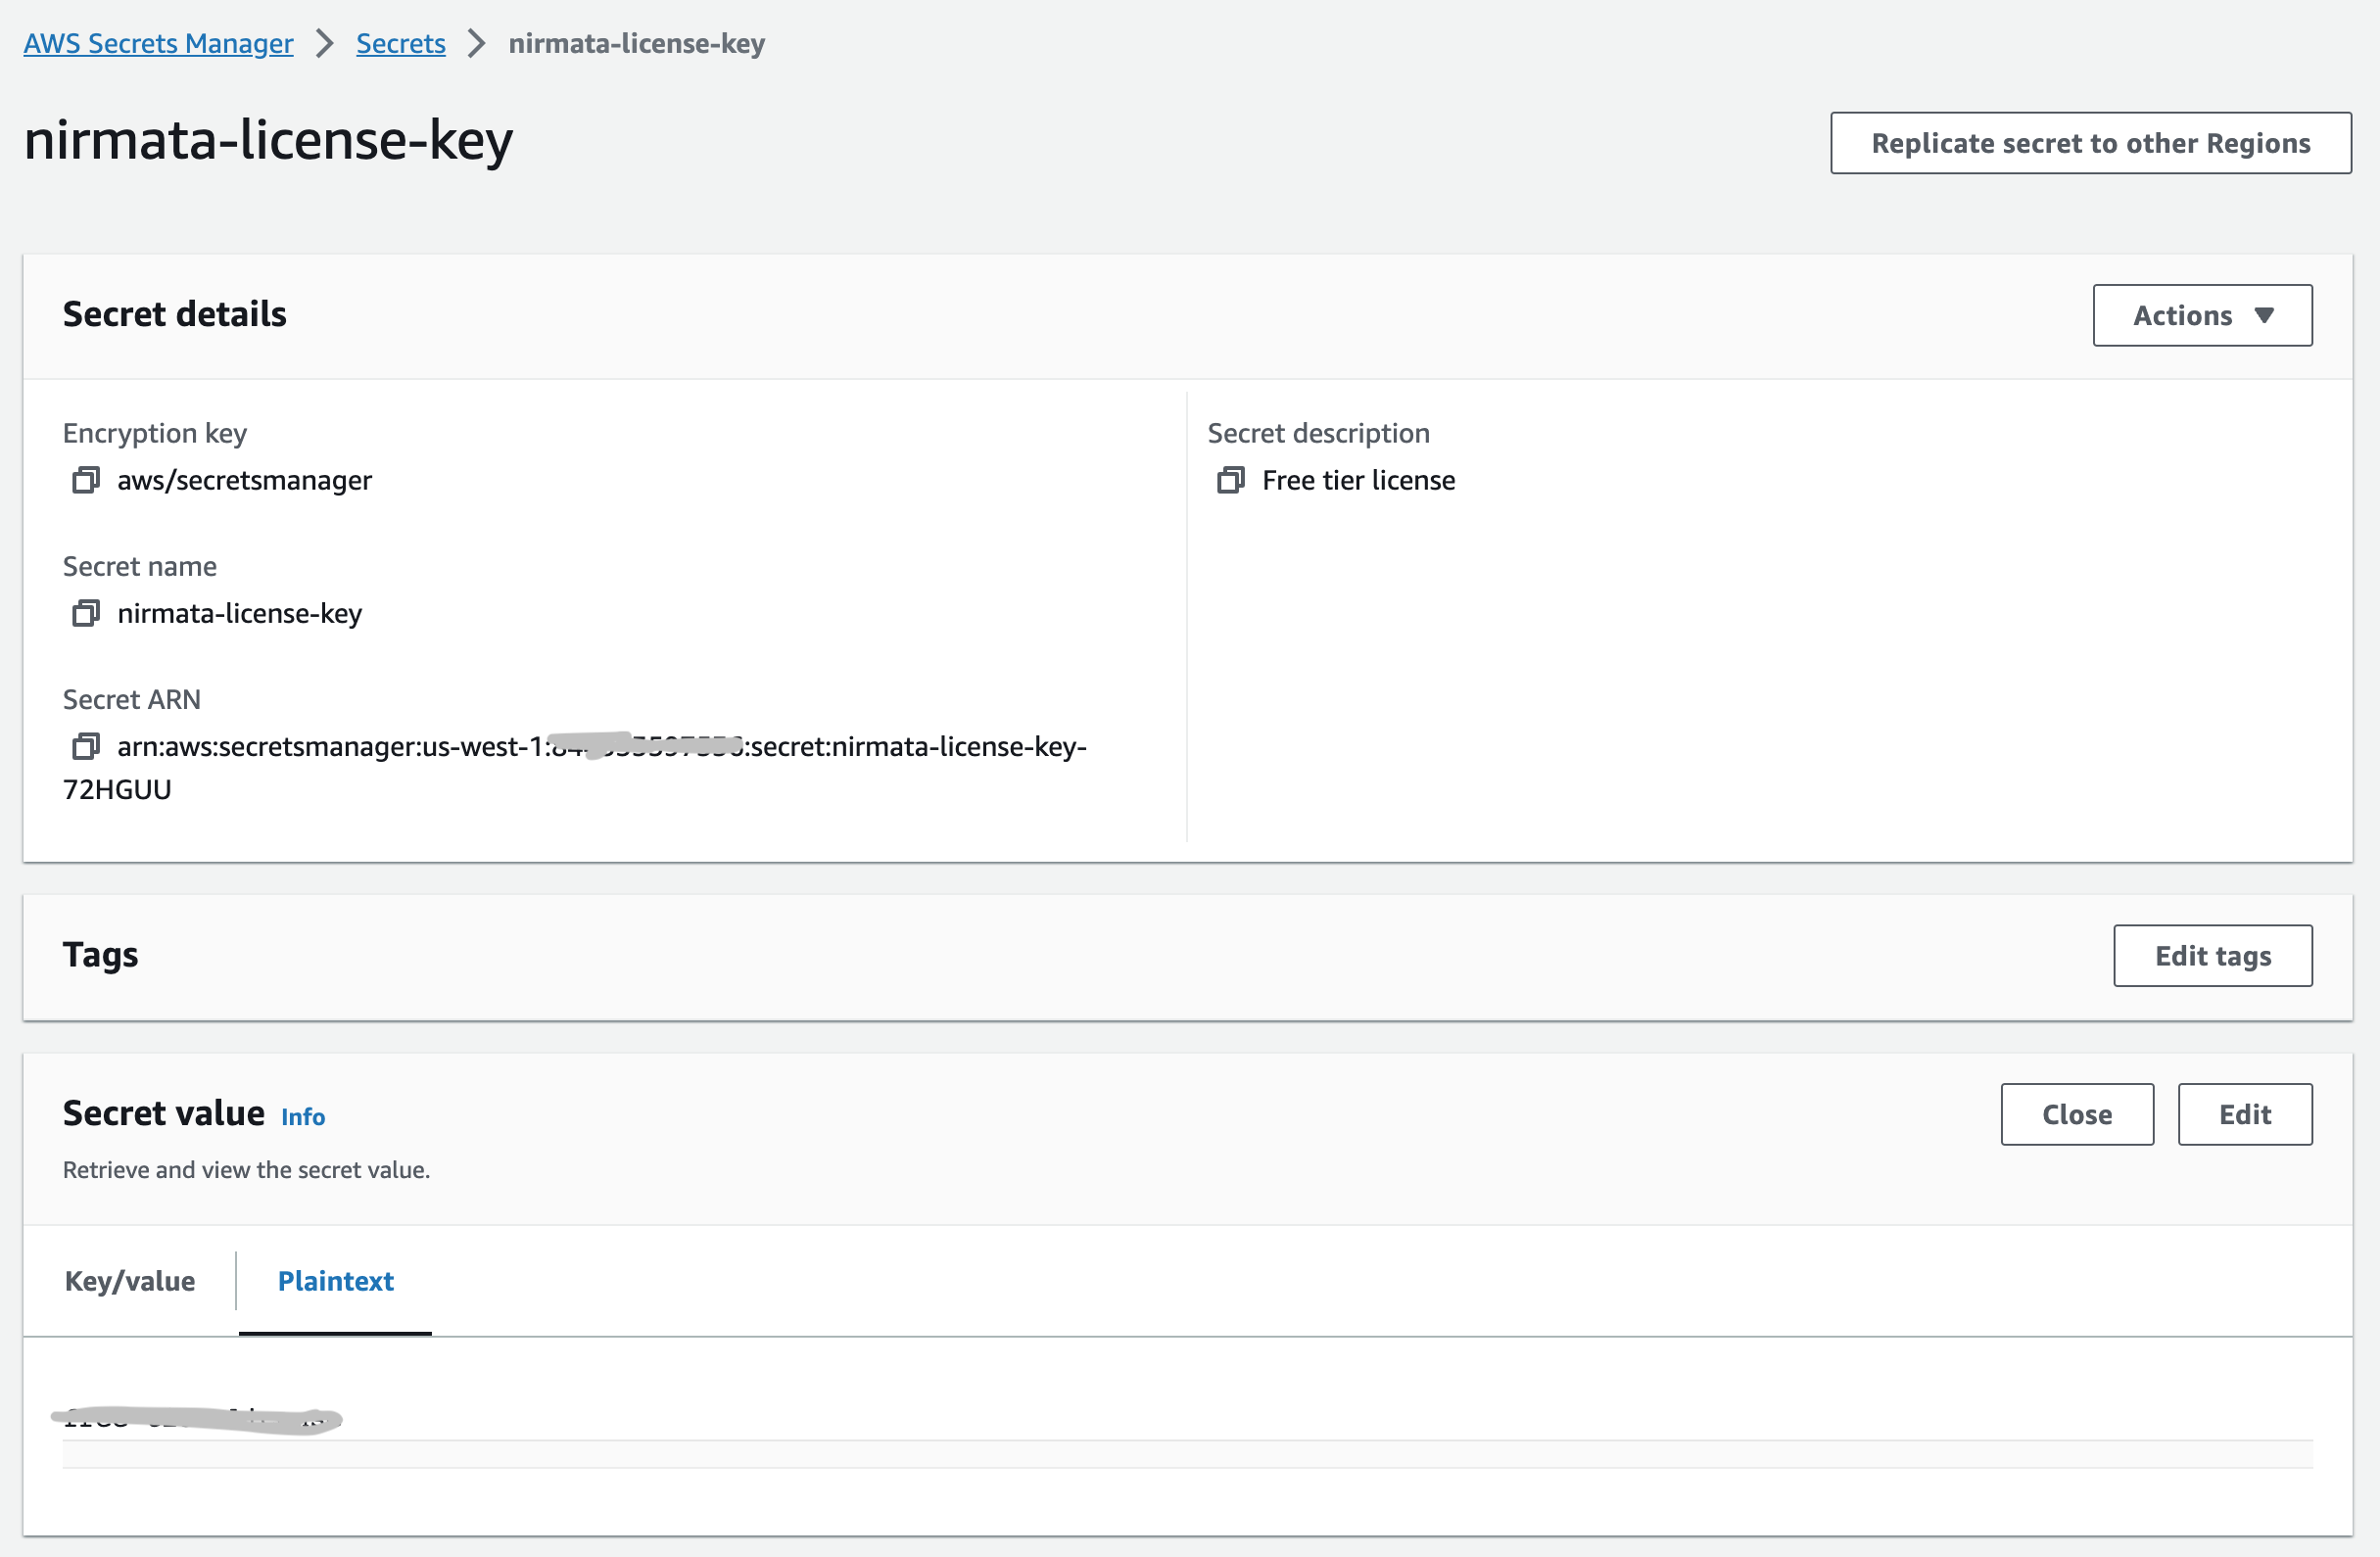 AWS Secrets Manager > Secrets > nirmata-license-key
nirmata-license-key
Replicate secret to other Regions
Secret details
Actions
Encryption key
aws/secretsmanager
Secret name
nirmata-license-key
Secret ARN
arn:aws:secretsmanager:us-west-1: :secret:nirmata-license-key-
72HGUU
Secret description
Free tier license
Tags
Edit tags
Secret value Info
Close
Edit
Retrieve and view the secret value.
Key/value
Plaintext